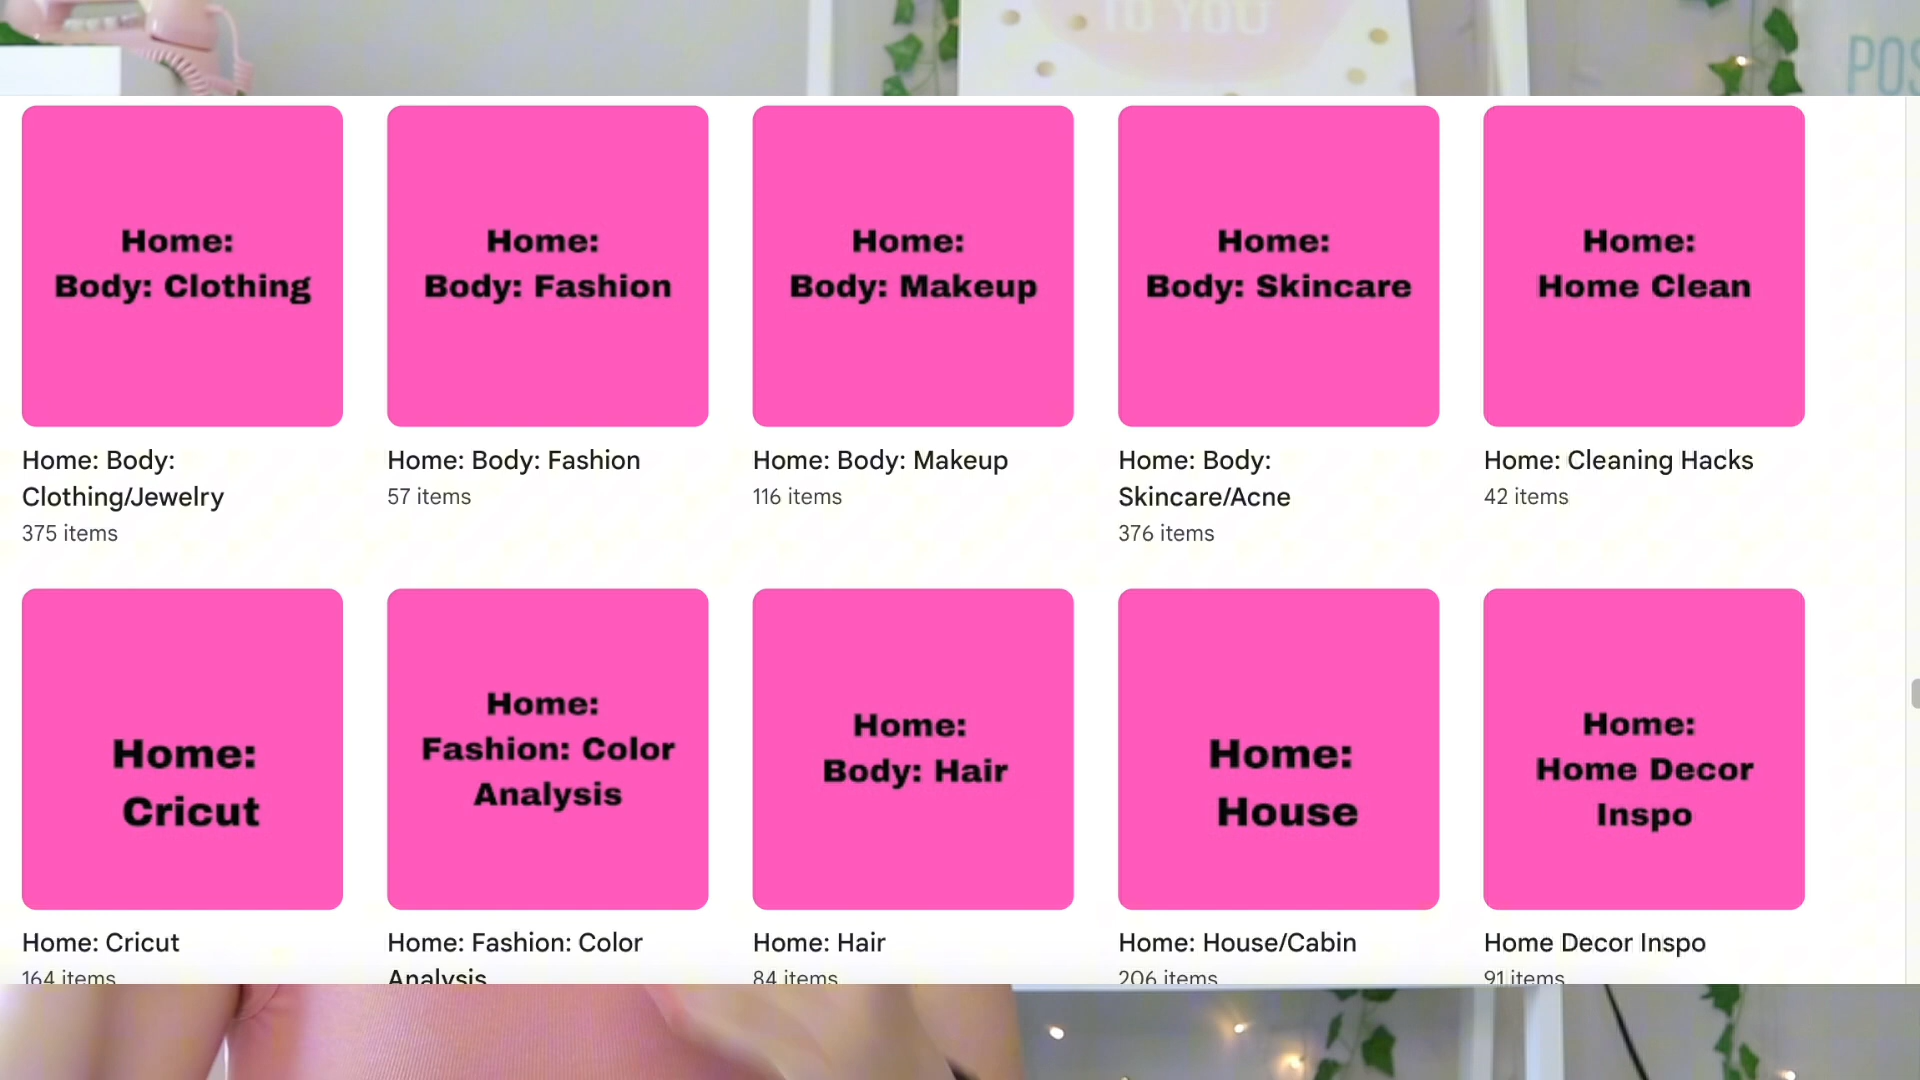 TO YOU
POS
Home:
Body: Clothing
Home:
Body: Fashion
Home:
Body: Makeup
Home:
Body: Skincare
Home:
Home Clean
Home: Body:
Clothing/Jewelry
375 items
Home: Body: Fashion
57 items
Home: Body: Makeup
116 items
Home: Body:
Skincare/Acne
376 items
Home: Cleaning Hacks
42 items
Home:
Cricut
Home:
Fashion: Color
Analysis
Home:
Body: Hair
Home:
House
Home:
Home Decor
Inspo
Home: Cricut
164 items
Home: Fashion: Color
Analysis
Home: Hair
84 items
Home: House/Cabin
206 items
Home Decor Inspo
91 items